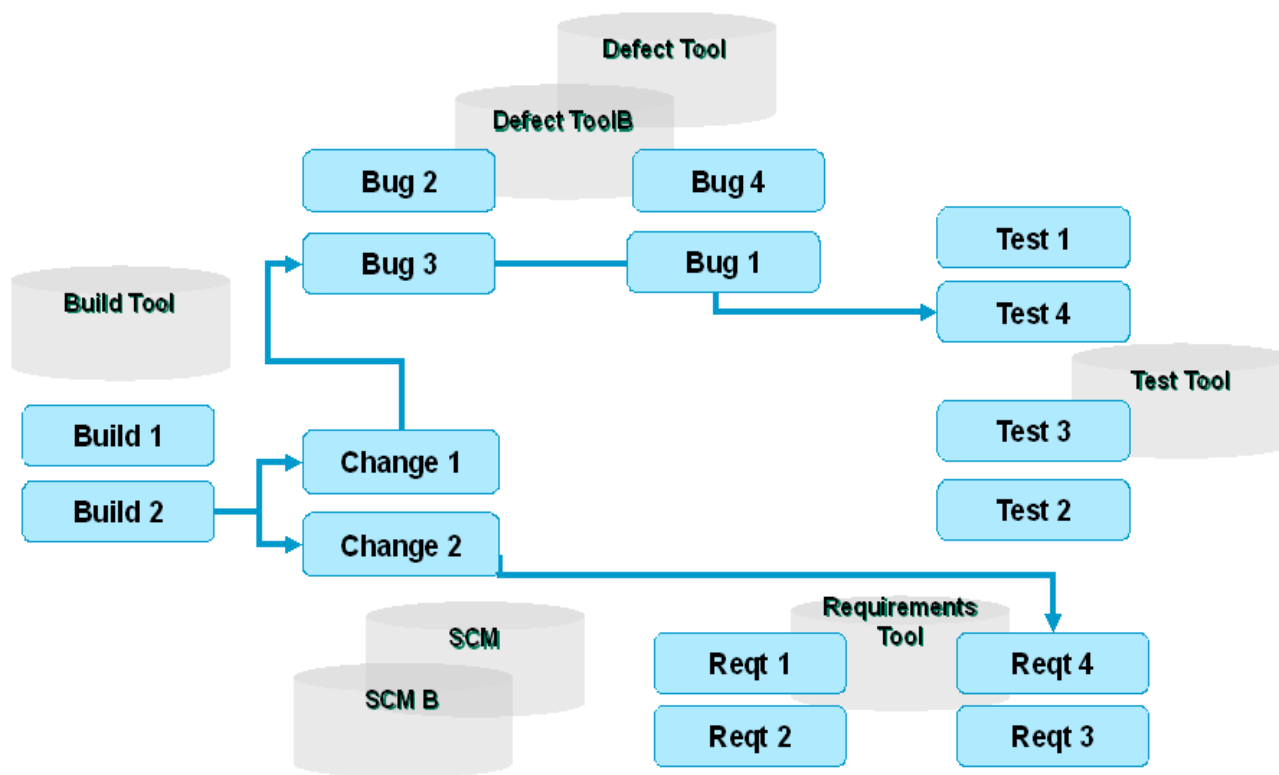 Defect Tool
Defect ToolB
Bug 2
Bug 4
Bug 3
Bug 1
Test 1
Test 4
Build Tool
Test Tool
Build 1
Change 1
Test 3
Build 2
Change 2
Test 2
Requirements
Tool
SCM
SCM B
Reqt 1
Reqt 4
Reqt 2
Reqt 3